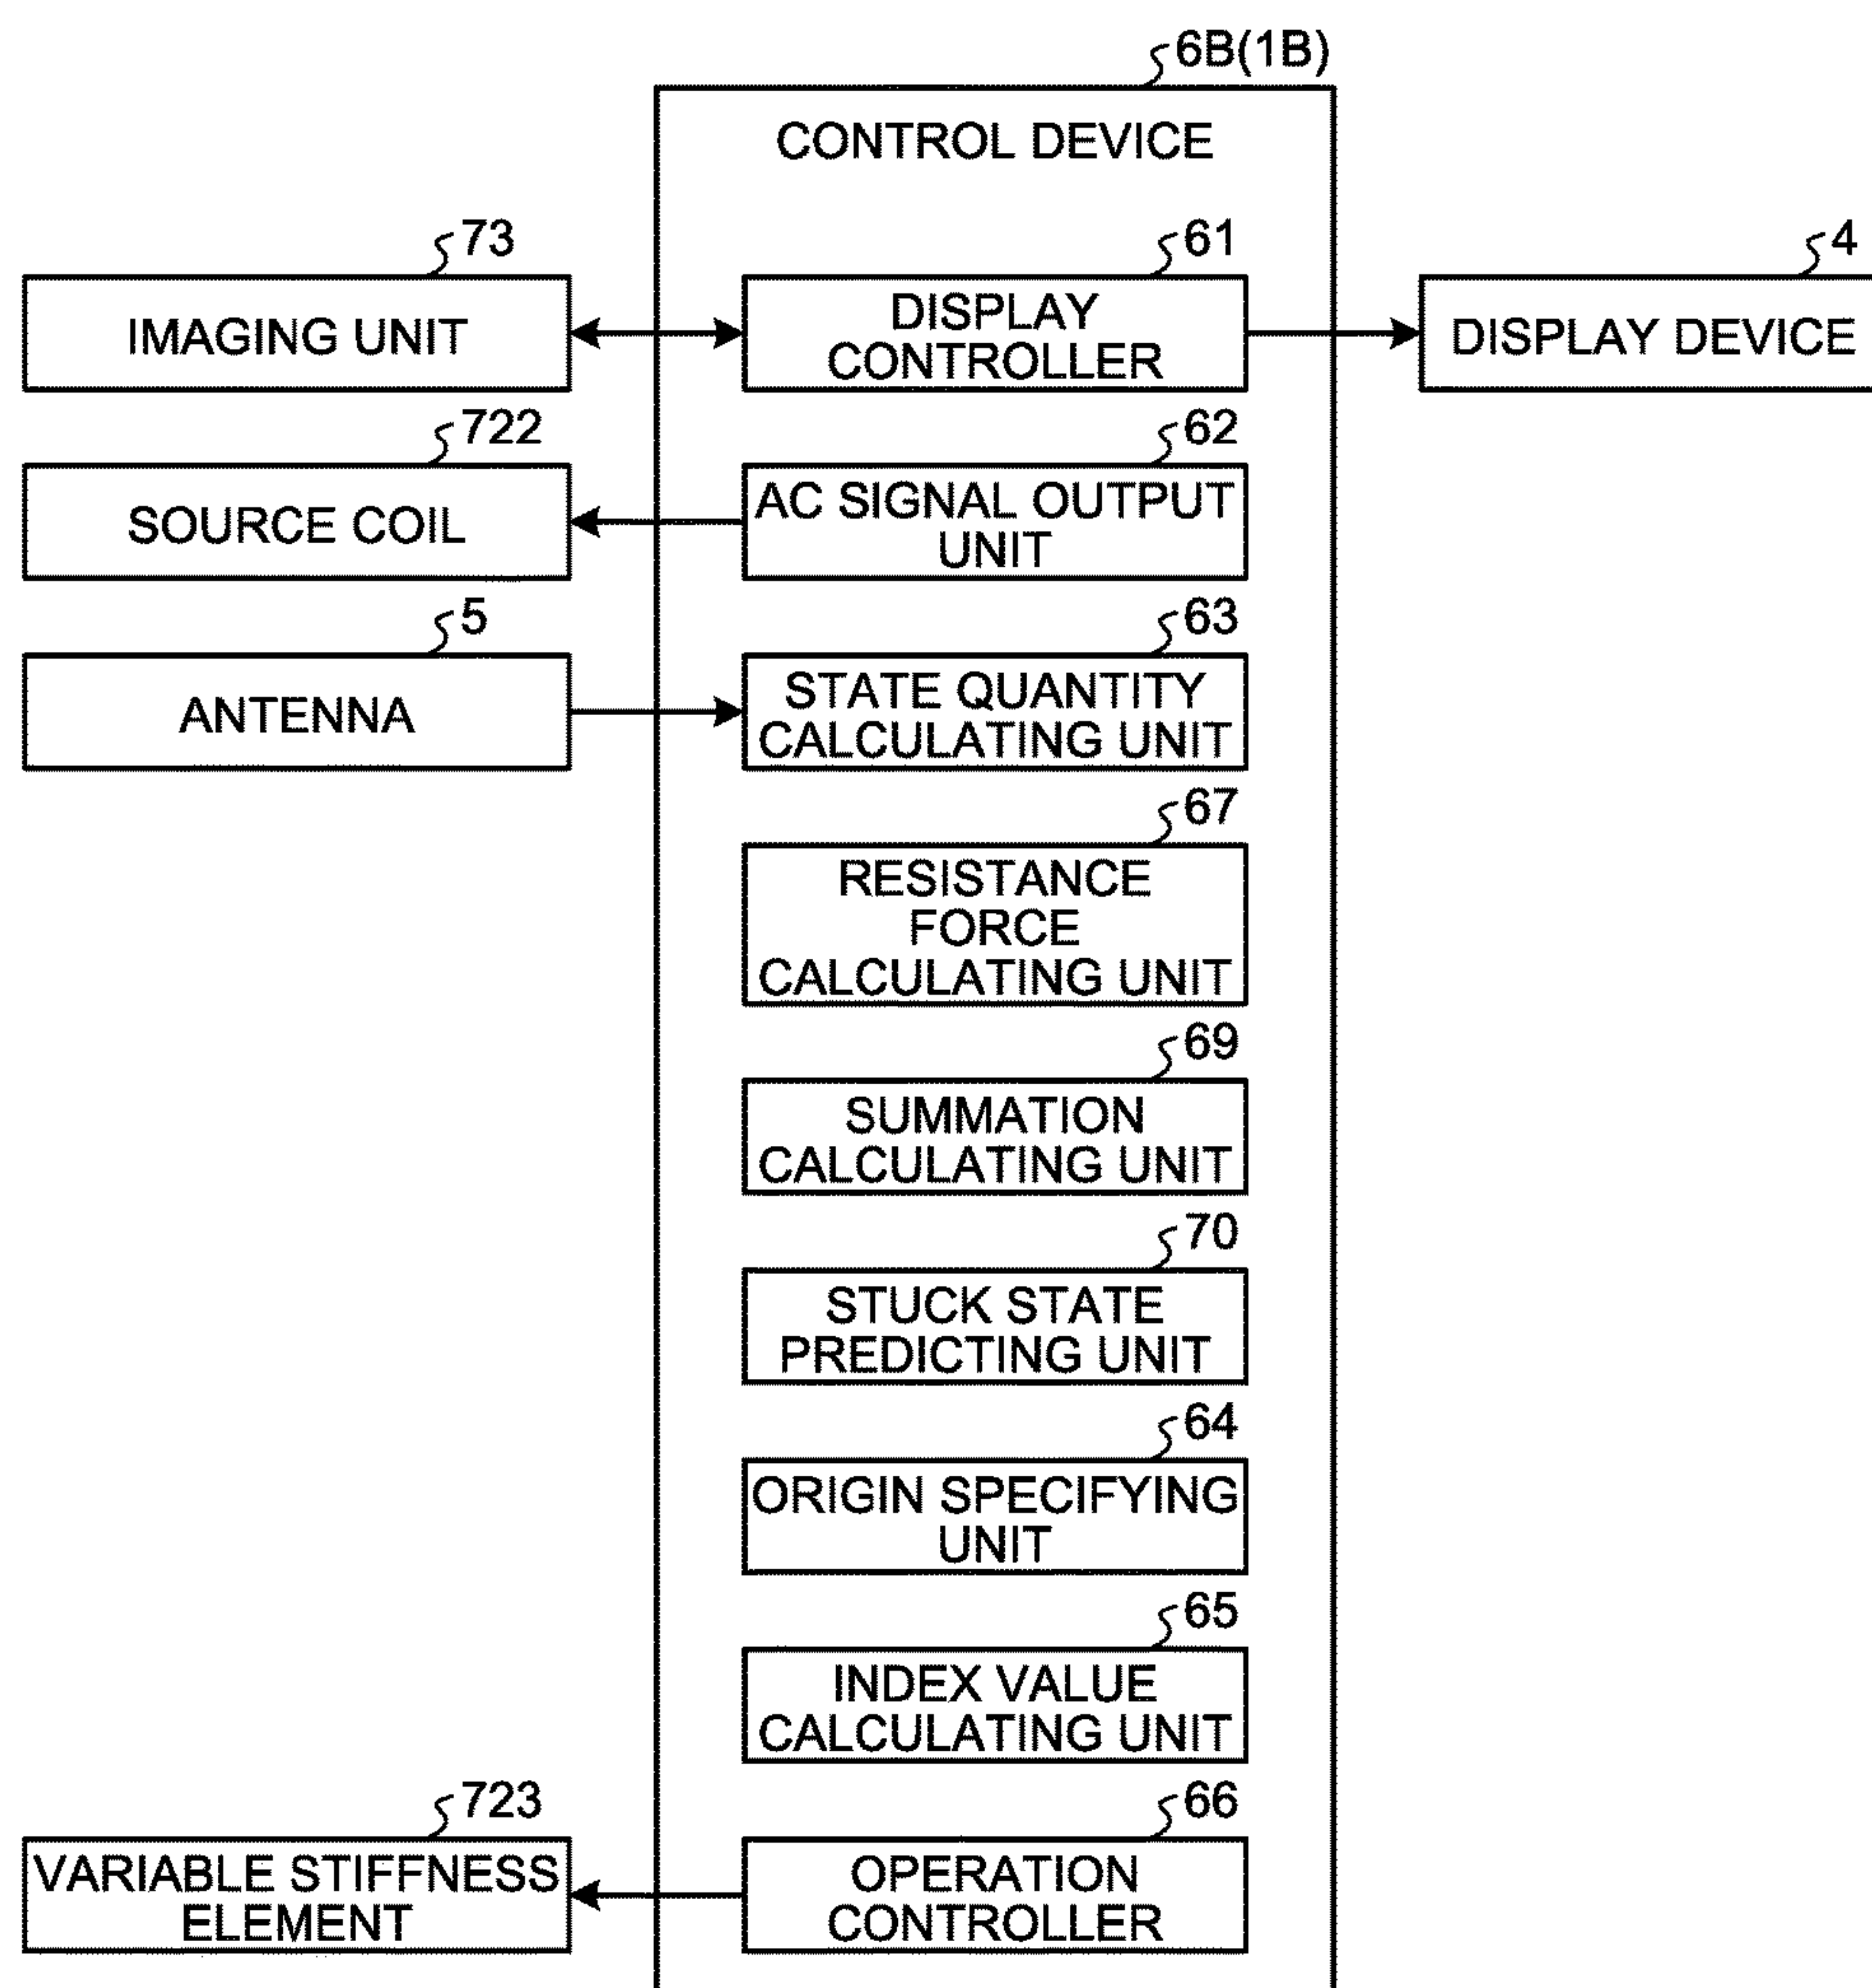 6B(1B)
CONTROL DEVICE
73
61
4
IMAGING UNIT
DISPLAY
CONTROLLER
DISPLAY DEVICE
722
62
SOURCE COIL
AC SIGNAL OUTPUT
UNIT
5
63
ANTENNA
STATE QUANTITY
CALCULATING UNIT
67
RESISTANCE
FORCE
CALCULATING UNIT
69
SUMMATION
CALCULATING UNIT
70
STUCK STATE
PREDICTING UNIT
64
ORIGIN SPECIFYING
UNIT
65
INDEX VALUE
CALCULATING UNIT
723
66
VARIABLE STIFFNESS
ELEMENT
OPERATION
CONTROLLER